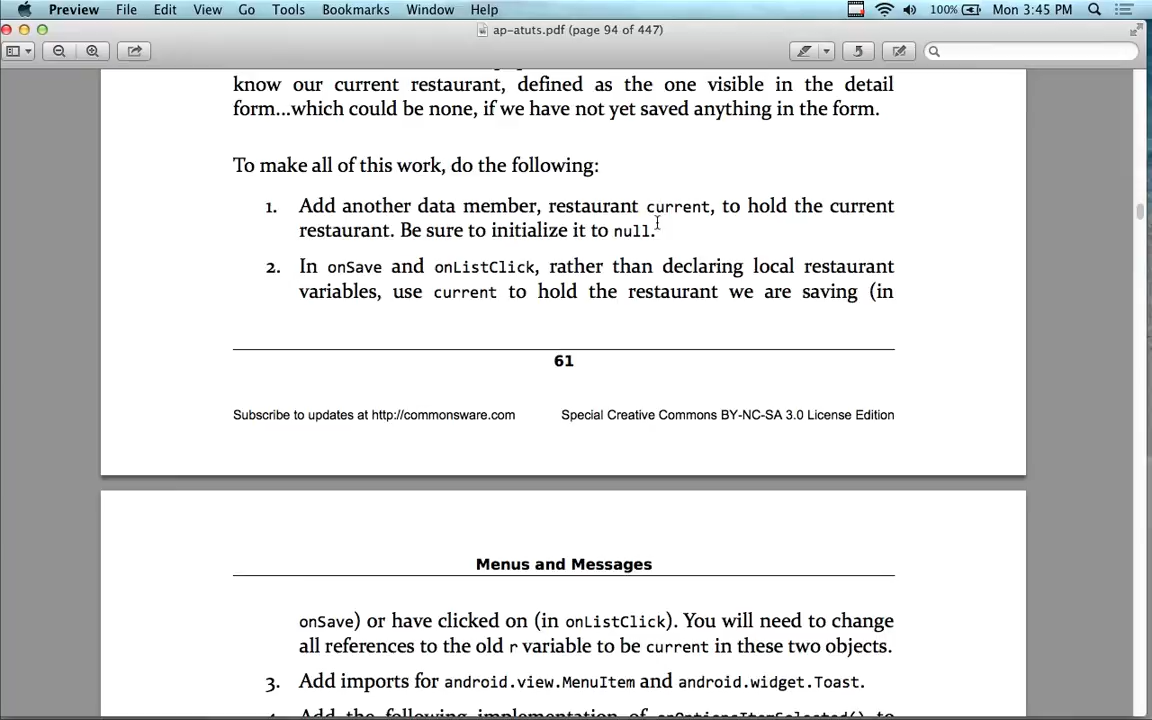 Preview File Edit View Go Tools Bookmarks Window Help 100% Mon 3:45 PM
ap-atuts.pdf (page 94 of 447)
know our current restaurant, defined as the one visible in the detail
form...which could be none, if we have not yet saved anything in the form.
To make all of this work, do the following:
1. Add another data member, restaurant current, to hold the current
restaurant. Be sure to initialize it to null.
2. In onSave and onListClick, rather than declaring local restaurant
variables, use current to hold the restaurant we are saving (in
61
Subscribe to updates at http://commonsware.com Special Creative Commons BY-NC-SA 3.0 License Edition
Menus and Messages
onSave) or have clicked on (in onListClick). You will need to change
all references to the old r variable to be current in these two objects.
3. Add imports for android.view.MenuItem and android.widget.Toast.
4. Add the following implementation of onOptionsItemSelected() to